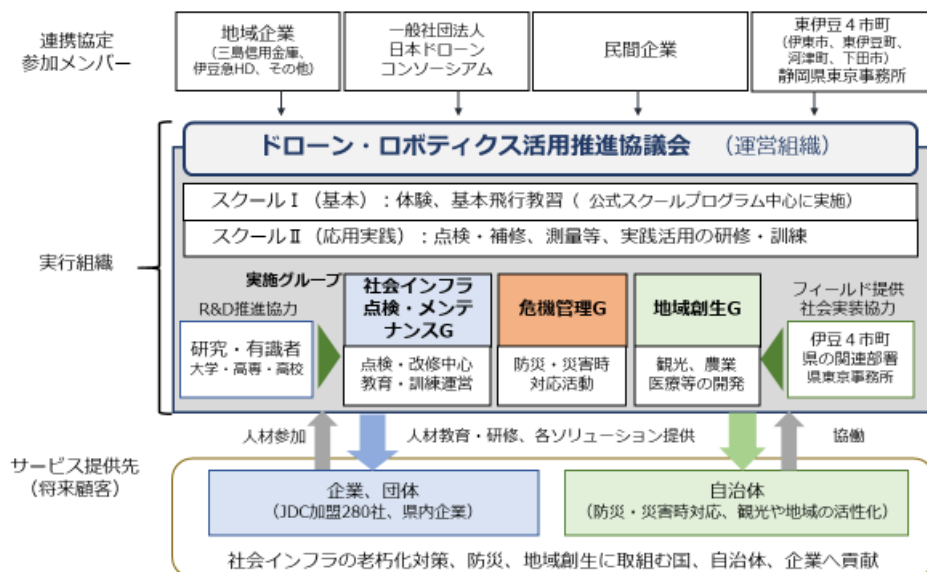 連携協定
参加メンバー
地域企業
(三島信用金庫、
伊豆急HD、その他)
一般社団法人
日本ドローン
コンソーシアム
民間企業
東伊豆4市町
(伊東市、東伊豆町、
河津町、下田市)
静岡県東京事務所
実行組織
ドローン・ロボティクス活用推進協議会 (運営組織)
スクールⅠ(基本):体験、基本飛行教習( 公式スクールプログラム中心に実施)
スクールⅡ(応用実践):点検・補修、測量等、実践活用の研修・訓練
実施グループ
R&D推進協力
研究・有識者
大学・高専・高校
社会インフラ
点検・メンテ
ナンスG
点検・改修中心
教育・訓練運営
危機管理G
防災・災害時
対応活動
地域創生G
観光、農業
医療等の開発
フィールド提供
社会実装協力
伊豆4市町
県の関連部署
県東京事務所
人材参加
人材教育・研修、各ソリューション提供
協働
サービス提供先
(将来顧客)
企業、団体
(JDC加盟280社、県内企業)
自治体
(防災・災害時対応、観光や地域の活性化)
社会インフラの老朽化対策、防災、地域創生に取組む国、自治体、企業へ貢献